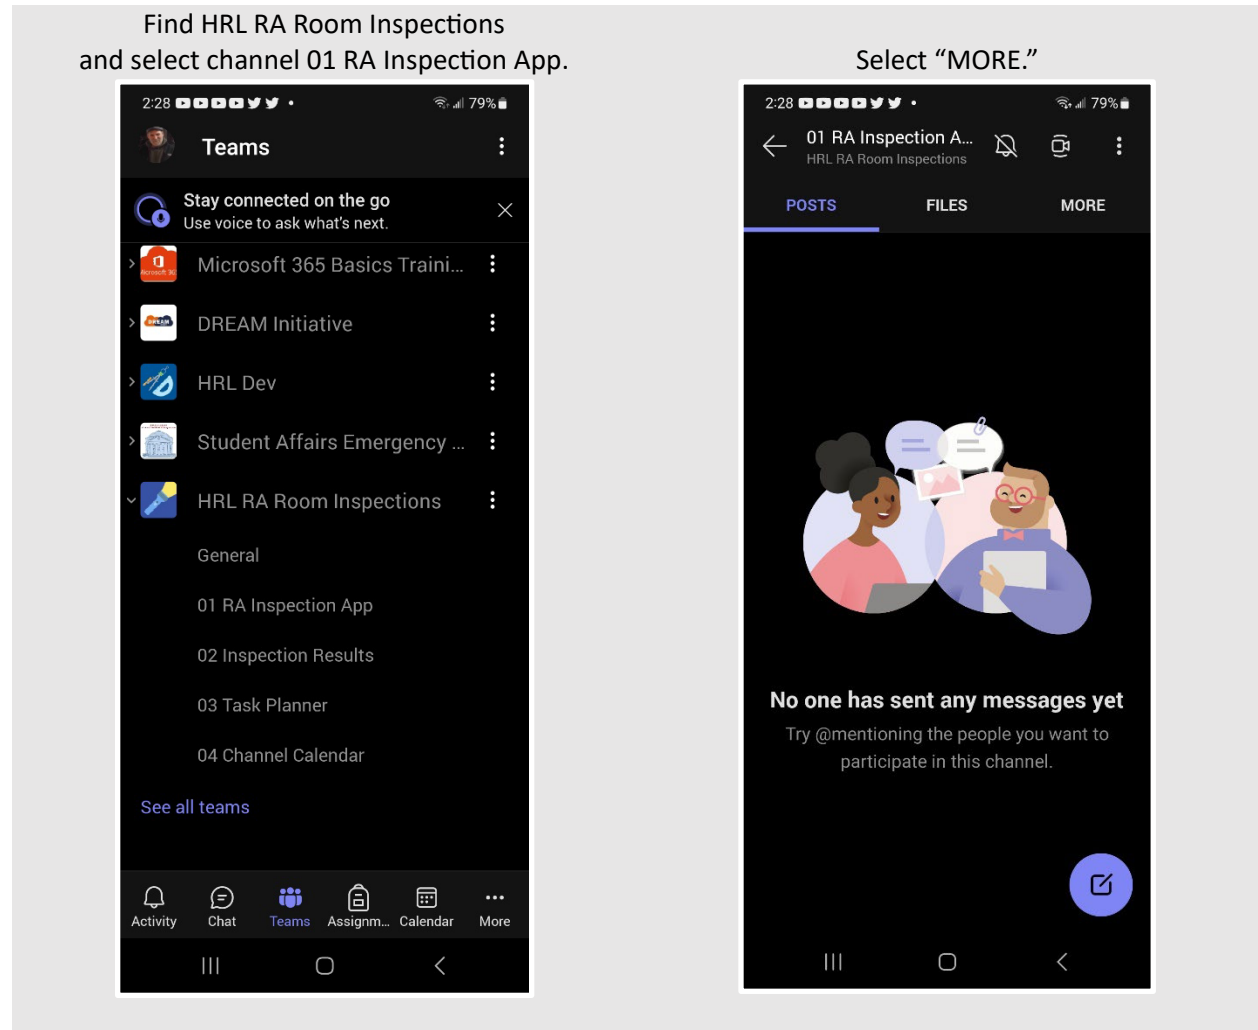 Find HRL RA Room Inspections
and select channel 01 RA Inspection App.
2:28
79%
Teams
Stay connected on the go
Use voice to ask what's next.
Microsoft 365 Basics Traini...
DREAM Initiative
HRL Dev
Student Affairs Emergency ...
HRL RA Room Inspections
General
01 RA Inspection App
02 Inspection Results
03 Task Planner
04 Channel Calendar
See all teams
Activity
Chat
Teams
Assignm...
Calendar
More
Select “MORE.”
2:28
79%
01 RA Inspection A...
HRL RA Room Inspections
POSTS
FILES
MORE
No one has sent any messages yet
Try @mentioning the people you want to
participate in this channel.